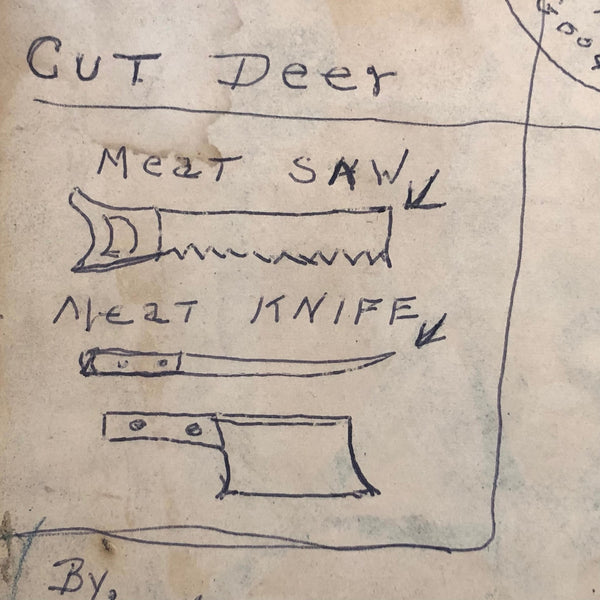 CUT Deer
Meat SAW
Meat KNIFE
By,